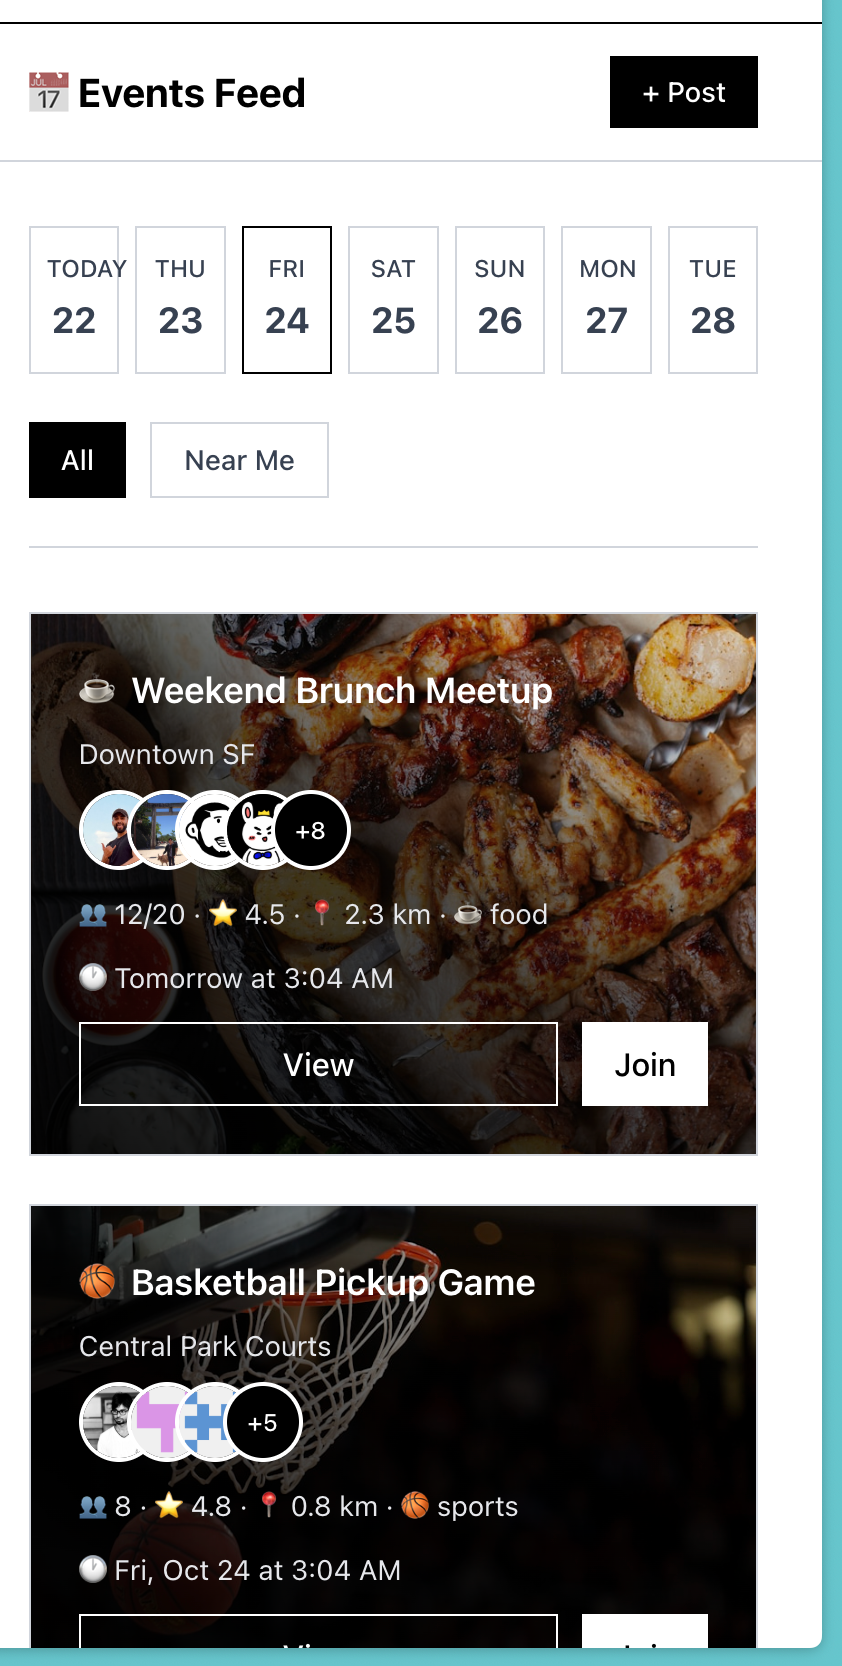 JUL
17
Events Feed
+ Post
TODAY THU FRI SAT SUN MON TUE
22 23 24 25 26 27 28
All
Near Me
Weekend Brunch Meetup
Downtown SF
+8
12/20 · 4.5 · 2.3 km · food
Tomorrow at 3:04 AM
View
Join
Basketball Pickup Game
Central Park Courts
+5
8 · 4.8 · 0.8 km · sports
Fri, Oct 24 at 3:04 AM